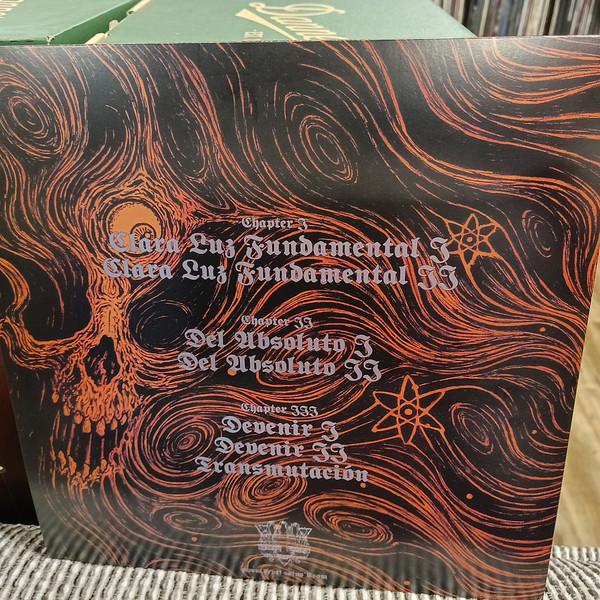 Chapter I
Clara Luz Fundamental I
Clara Luz Fundamental II
Chapter II
Del Absoluto I
Del Absoluto II
Chapter III
Devenir I
Devenir II
Transmutación